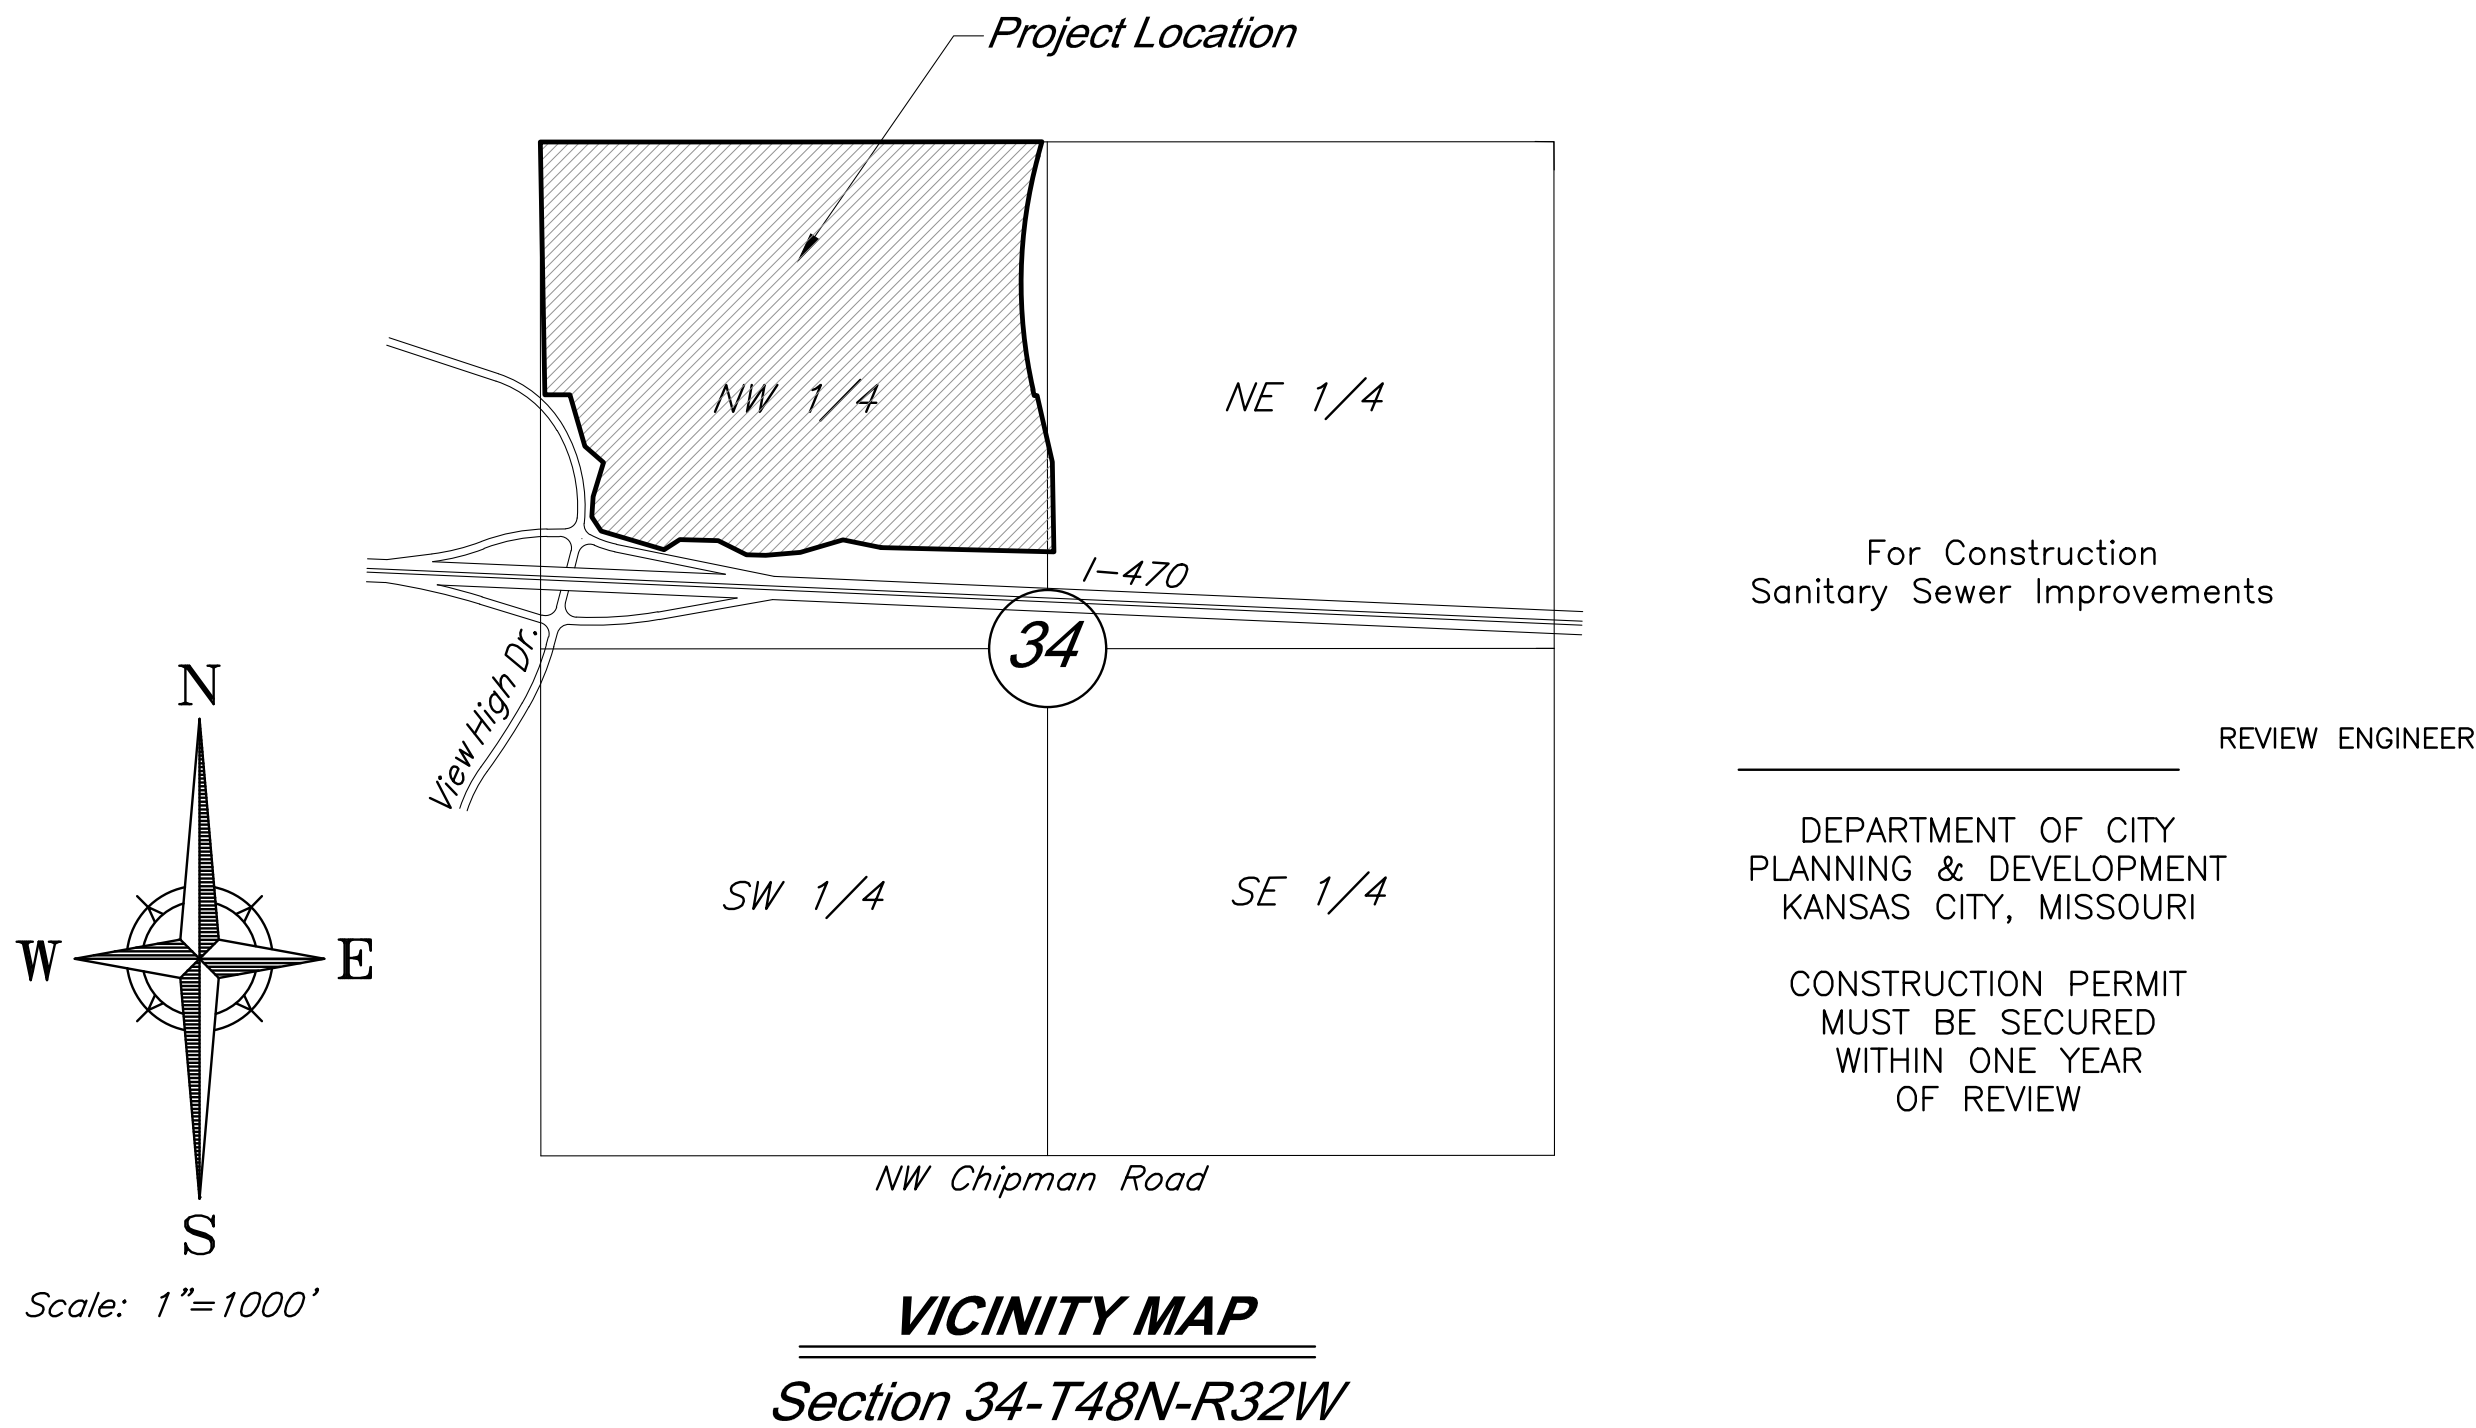 Project Location
NW 1/4
NE 1/4
I-470
34
View High Dr.
SW 1/4
SE 1/4
NW Chipman Road
N
W
E
S
Scale: 1"=1000'
VICINITY MAP
Section 34-T48N-R32W
For Construction
Sanitary Sewer Improvements
REVIEW ENGINEER
DEPARTMENT OF CITY
PLANNING & DEVELOPMENT
KANSAS CITY, MISSOURI
CONSTRUCTION PERMIT
MUST BE SECURED
WITHIN ONE YEAR
OF REVIEW